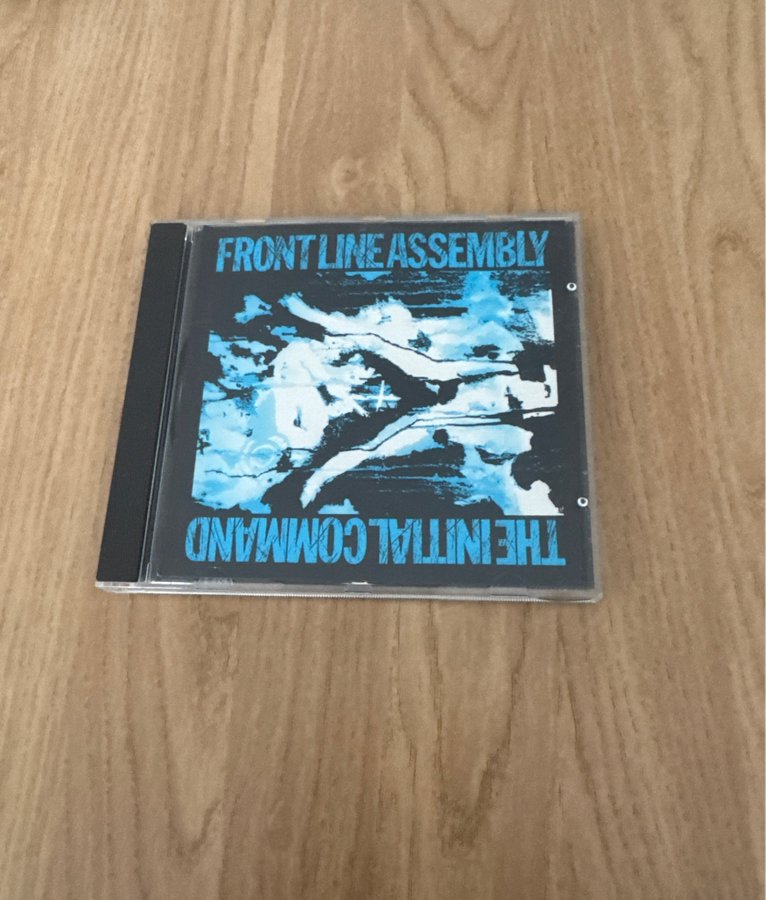 FRONT LINE ASSEMBLY
THE INITIAL COMMAND